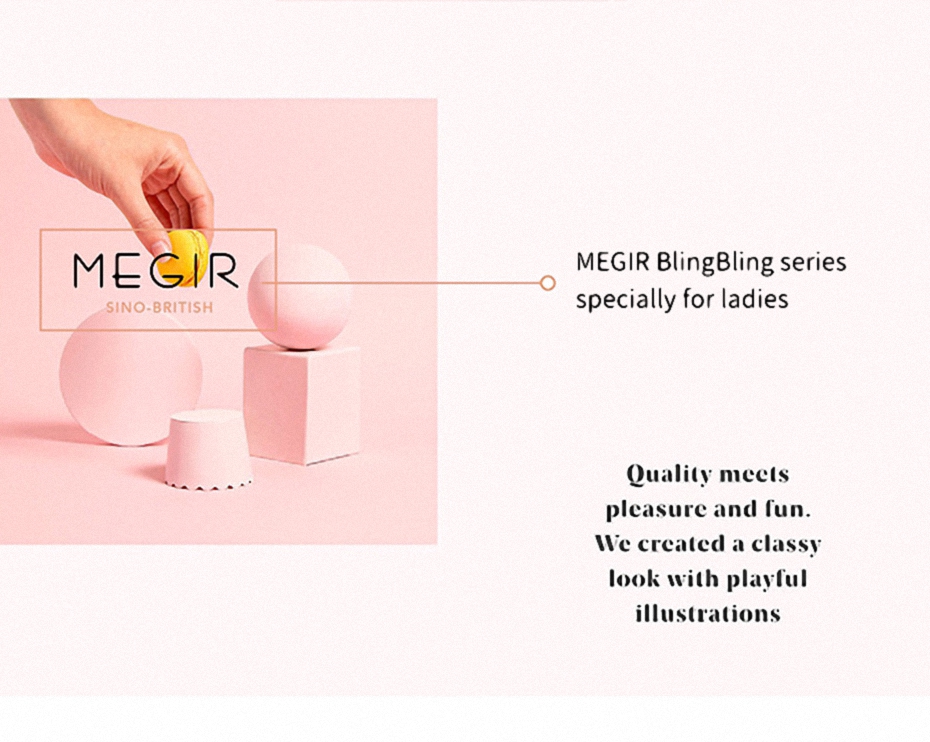 MEGIR
SINO-BRITISH
MEGIR BlingBling series
specially for ladies
Quality meets
pleasure and fun.
We created a classy
look with playful
illustrations